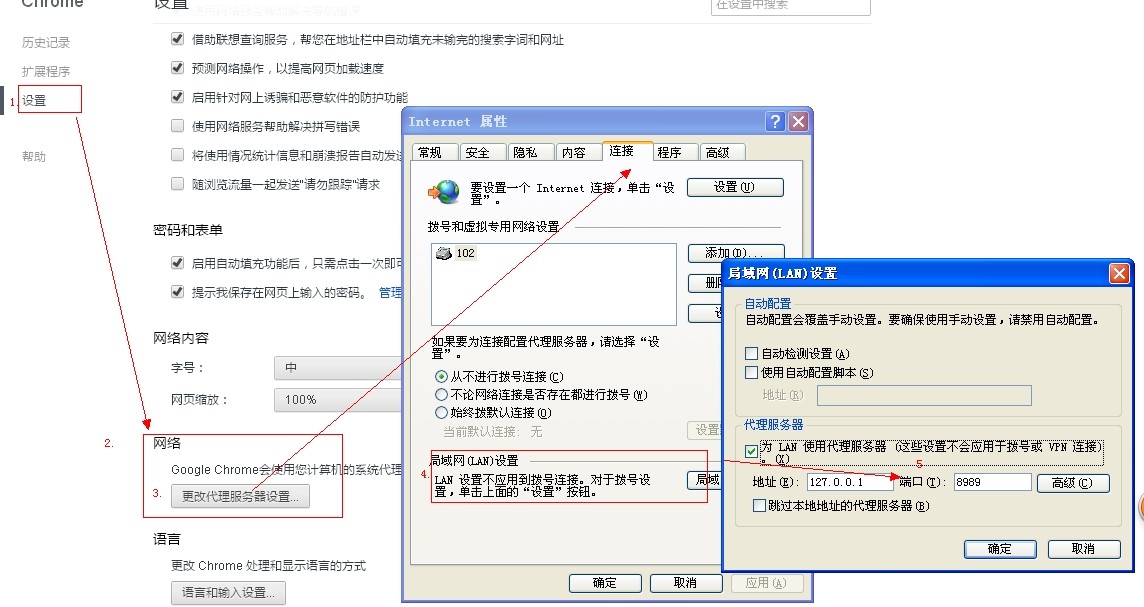 Chrome
设置
在设置中搜索
历史记录
扩展程序
1.
设置
帮助
使用网络服务帮助解决导航错误
借助联想查询服务，帮您在地址栏中自动填充未输完的搜索字词和网址
预测网络操作，以提高网页加载速度
启用针对网上诱骗和恶意软件的防护功能
使用网络服务帮助解决拼写错误
将使用情况统计信息和崩溃报告自动发送
随浏览流量一起发送“请勿跟踪”请求
密码和表单
启用自动填充功能后，只需点击一次即可
提示我保存在网页上输入的密码。 管理
网络内容
字号：
中
网页缩放：
100%
2.
网络
Google Chrome会使用您计算机的系统代理
3.
更改代理服务器设置...
语言
更改 Chrome 处理和显示语言的方式
语言和输入设置...
Internet 属性
常规 安全 隐私 内容 连接 程序 高级
要设置一个 Internet 连接，单击“设
置”。
设置(U)
拨号和虚拟专用网络设置
102
添加(D)...
删
设
如果要为连接配置代理服务器，请选择“设
置”。
从不进行拨号连接(C)
不论网络连接是否存在都进行拨号(W)
始终拨默认连接(O)
当前默认连接： 无
设置
局域网(LAN)设置
4.
LAN 设置不应用到拨号连接。对于拨号设
置，单击上面的“设置”按钮。
局域
确定
取消
应用(A)
局域网(LAN)设置
自动配置
自动配置会覆盖手动设置。要确保使用手动设置，请禁用自动配置。
自动检测设置(A)
使用自动配置脚本(S)
地址(R)
代理服务器
为 LAN 使用代理服务器（这些设置不会应用于拨号或 VPN 连接）
。(X)
5
地址(E)：
127.0.0.1
端口(T)：
8989
高级(C)
跳过本地地址的代理服务器(B)
确定
取消